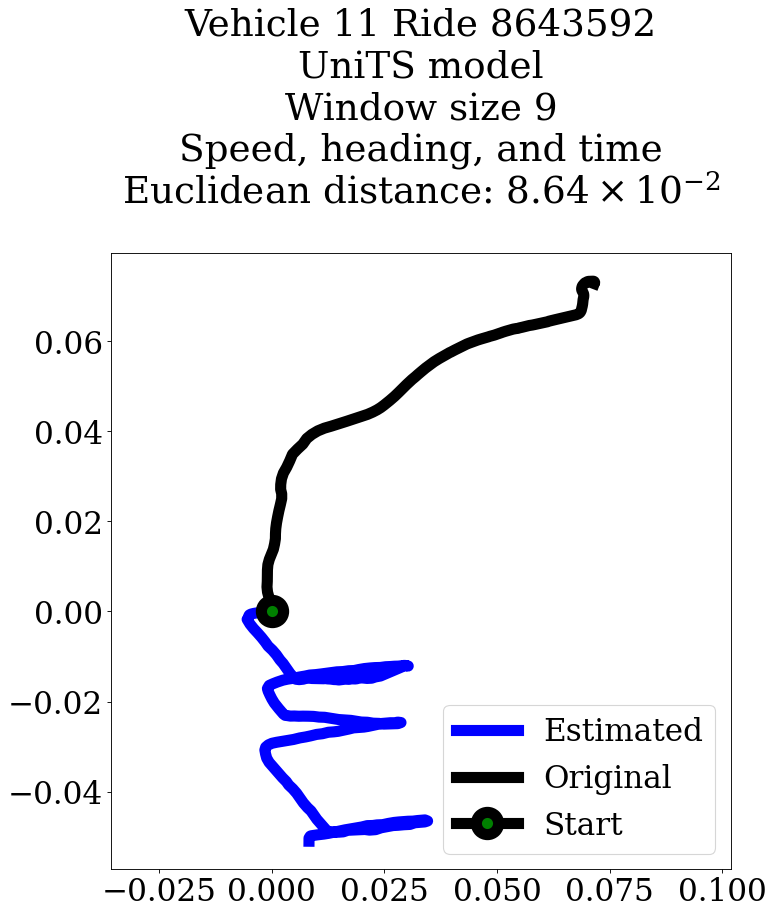 Vehicle 11 Ride 8643592
UniTS model
Window size 9
Speed, heading, and time
Euclidean distance: 8.64 × 10⁻²
0.06
0.04
0.02
0.00
−0.02
−0.04
Estimated
Original
Start
−0.025 0.000 0.025 0.050 0.075 0.100